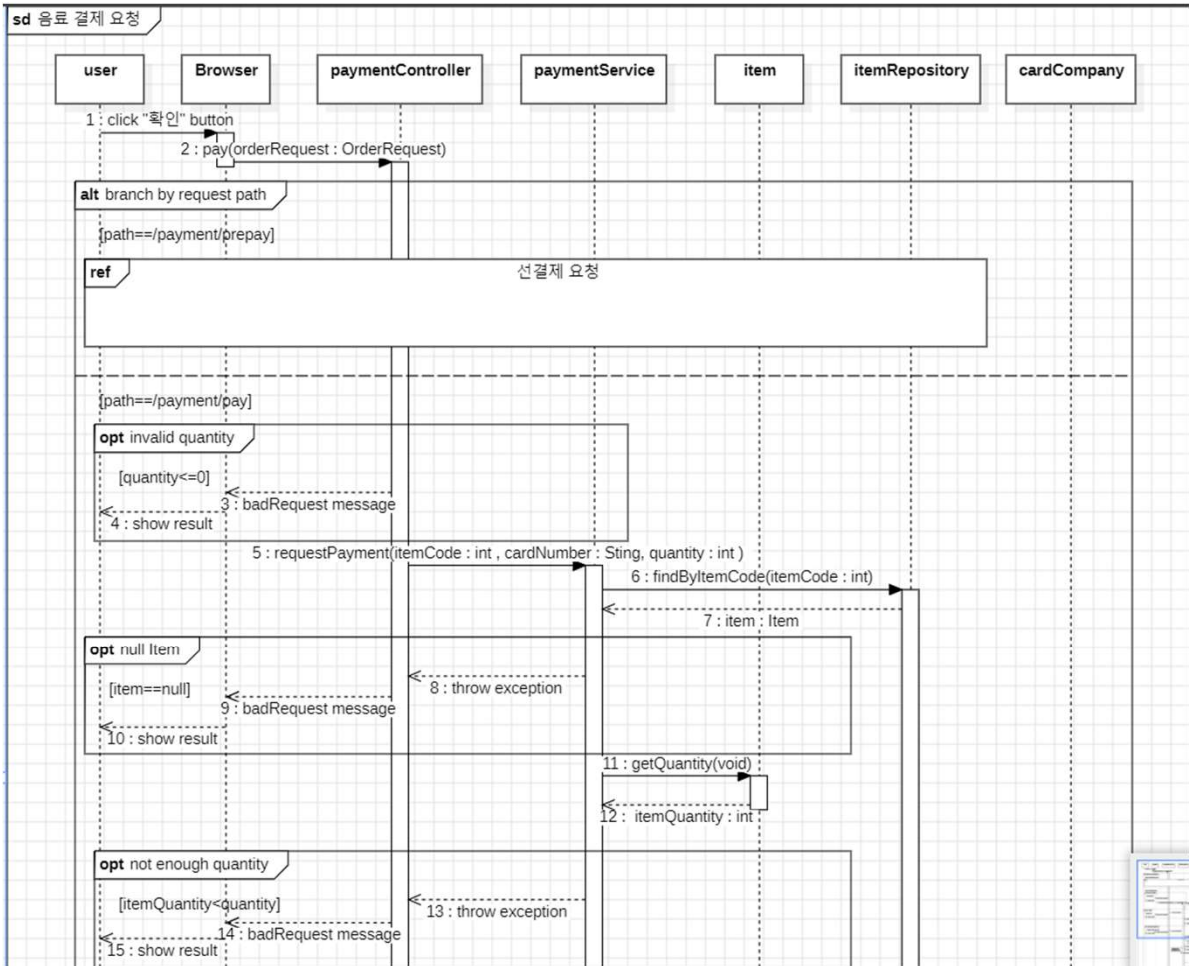 sd 음료 결제 요청
user
Browser
paymentController
paymentService
item
itemRepository
cardCompany
1 : click "확인" button
2 : pay(orderRequest : OrderRequest)
alt branch by request path
[path==/payment/prepay]
ref 선결제 요청
[path==/payment/pay]
opt invalid quantity
[quantity<=0]
3 : badRequest message
4 : show result
5 : requestPayment(itemCode : int , cardNumber : Sting, quantity : int )
6 : findByItemCode(itemCode : int)
7 : item : Item
opt null Item
[item==null]
8 : throw exception
9 : badRequest message
10 : show result
11 : getQuantity(void)
12 : itemQuantity : int
opt not enough quantity
[itemQuantity<quantity]
13 : throw exception
14 : badRequest message
15 : show result